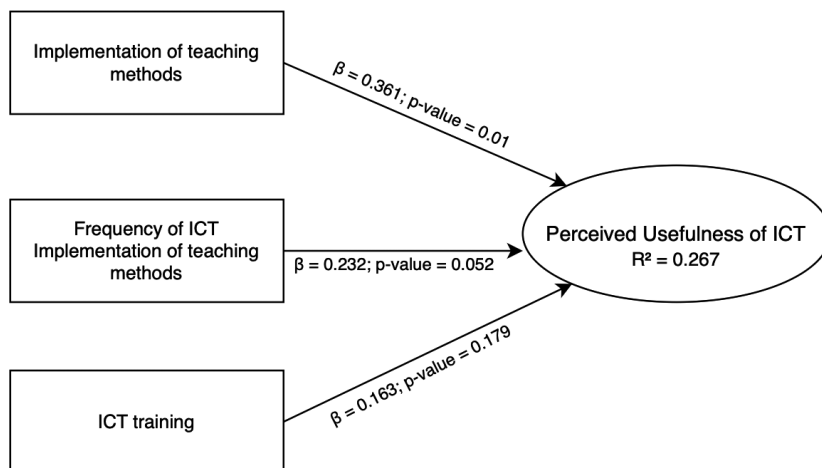 Implementation of teaching
methods
β = 0.361; p-value = 0.01
Frequency of ICT
Implementation of teaching
methods
β = 0.232; p-value = 0.052
Perceived Usefulness of ICT
R² = 0.267
ICT training
β = 0.163; p-value = 0.179